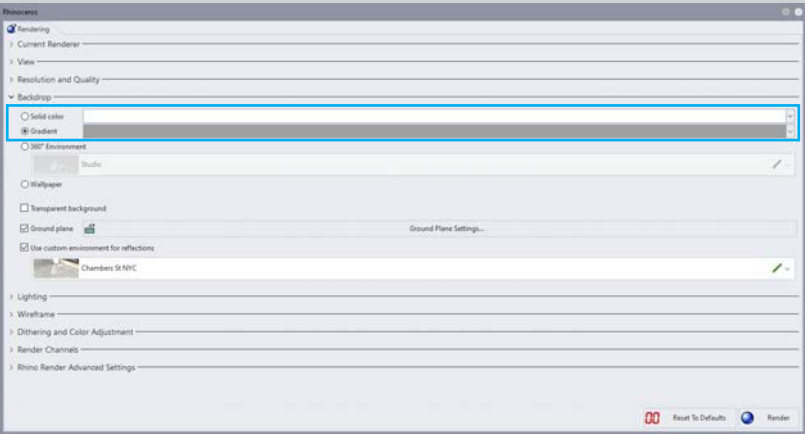 Rhinoceros
Rendering
Current Renderer
View
Resolution and Quality
Backdrop
Solid color
Gradient
360° Environment
Studio
Wallpaper
Transparent background
Ground plane Ground Plane Settings...
Use custom environment for reflections
Chambers St NYC
Lighting
Wireframe
Dithering and Color Adjustment
Render Channels
Rhino Render Advanced Settings
00 Reset To Defaults Render